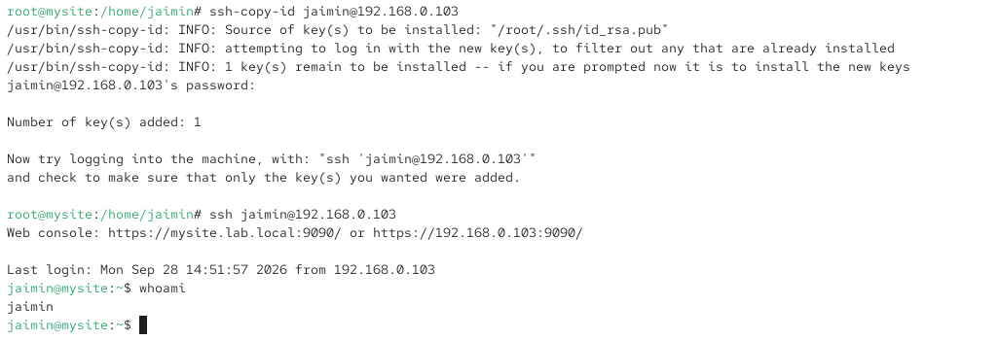 root@mysite:/home/jaimin# ssh-copy-id jaimin@192.168.0.103
/usr/bin/ssh-copy-id: INFO: Source of key(s) to be installed: "/root/.ssh/id_rsa.pub"
/usr/bin/ssh-copy-id: INFO: attempting to log in with the new key(s), to filter out any that are already installed
/usr/bin/ssh-copy-id: INFO: 1 key(s) remain to be installed -- if you are prompted now it is to install the new keys
jaimin@192.168.0.103's password:
Number of key(s) added: 1
Now try logging into the machine, with: "ssh 'jaimin@192.168.0.103'"
and check to make sure that only the key(s) you wanted were added.
root@mysite:/home/jaimin# ssh jaimin@192.168.0.103
Web console: https://mysite.lab.local:9090/ or https://192.168.0.103:9090/
Last login: Mon Sep 28 14:51:57 2026 from 192.168.0.103
jaimin@mysite:~$ whoami
jaimin
jaimin@mysite:~$